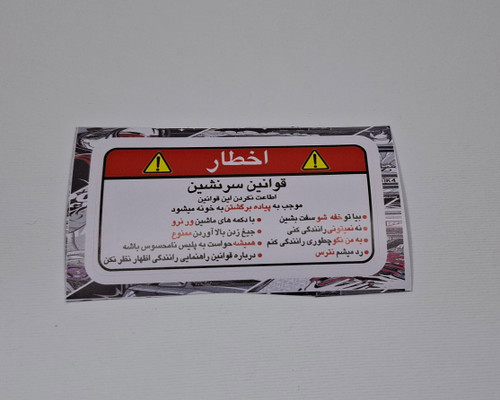 اخطار
قوانین سرنشین
اطاعت نکردن این قوانین
موجب به پیاده برگشتن به خونه میشود
بیا تو خفه شو سفت بشین
نه نمیتونی رانندگی کنی
به من نگو چطوری رانندگی کنم
رد میشم نترس
با دکمه های ماشین ور نرو
جیغ زدن بالا آوردن ممنوع
همیشه حواست به پلیس نامحسوس باشه
درباره قوانین راهنمایی رانندگی اظهار نظر نکن